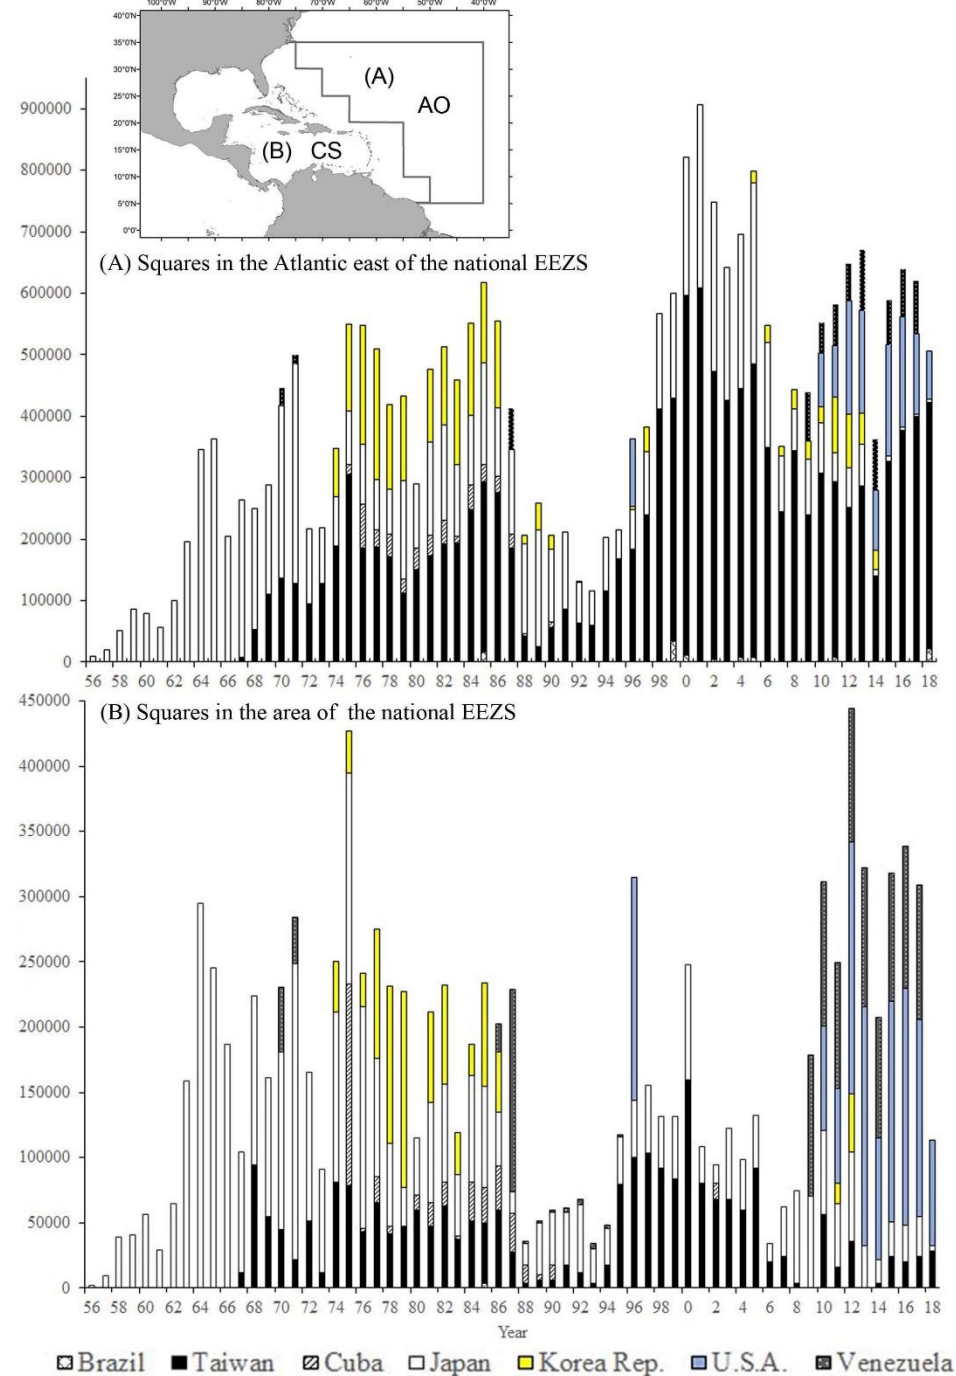 100°0'W 90°0'W 80°0'W 70°0'W 60°0'W 50°0'W 40°0'W
40°0'N
35°0'N
30°0'N
25°0'N
20°0'N
15°0'N
10°0'N
5°0'N
0°0'
(A)
AO
(B) CS
(A) Squares in the Atlantic east of the national EEZS
900000
800000
700000
600000
500000
400000
300000
200000
100000
0
56 58 60 62 64 66 68 70 72 74 76 78 80 82 84 86 88 90 92 94 96 98 0 2 4 6 8 10 12 14 16 18
(B) Squares in the area of the national EEZS
450000
400000
350000
300000
250000
200000
150000
100000
50000
0
56 58 60 62 64 66 68 70 72 74 76 78 80 82 84 86 88 90 92 94 96 98 0 2 4 6 8 10 12 14 16 18
Year
Brazil Taiwan Cuba Japan Korea Rep. U.S.A. Venezuela